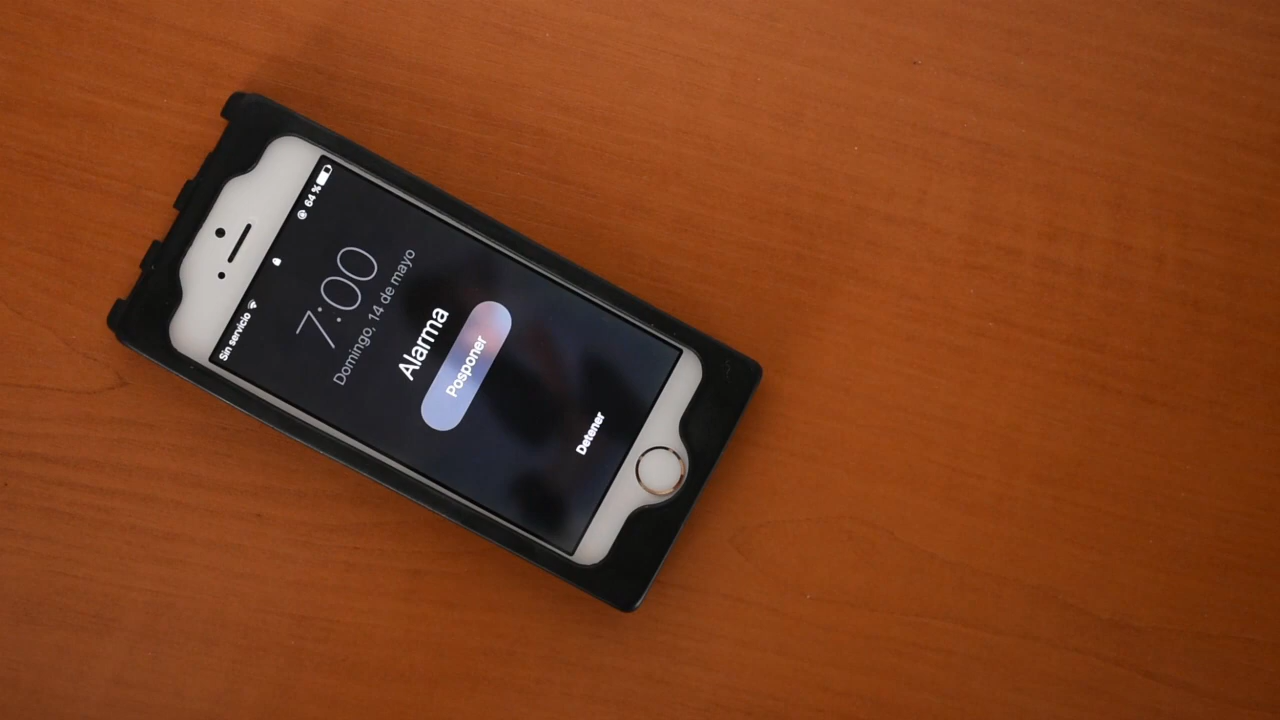 Sin servicio 64 %
7:00
Domingo, 14 de mayo
Alarma
Posponer
Detener